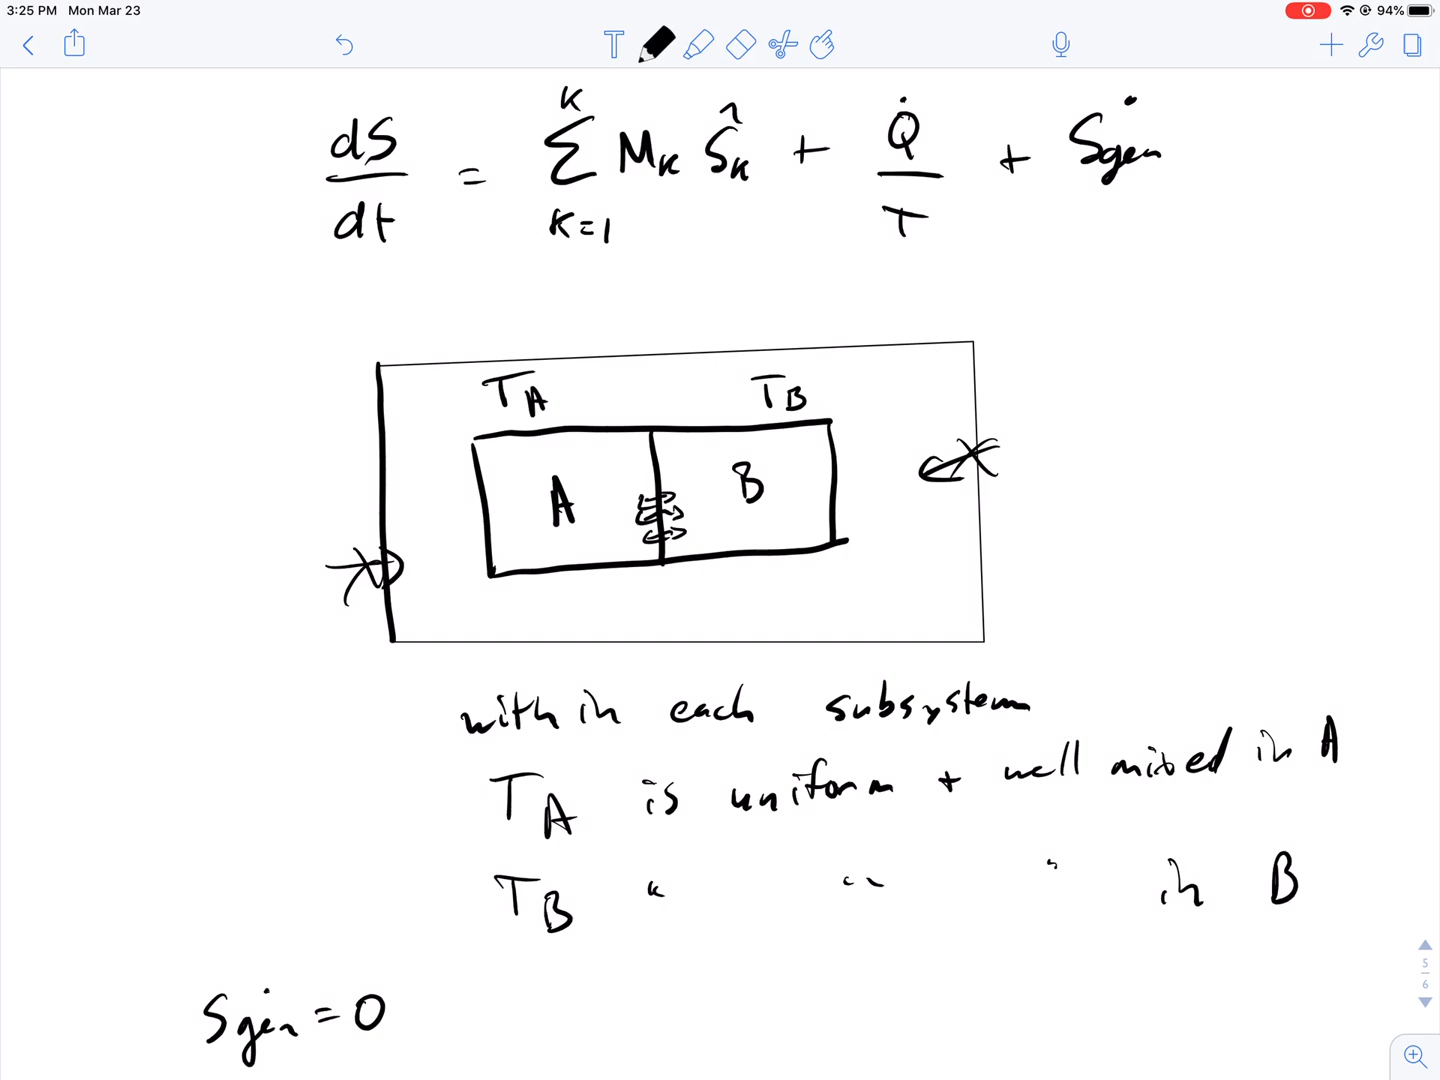 3:25 PM Mon Mar 23 94%
T
dS/dt = Σ_{K=1}^{K} M_K Ŝ_K + Q̇/T + Ṡgen
T_A T_B
A B
with in each subsystem
T_A is uniform + well mixed in A
T_B " " " in B
Ṡgen = 0
5
6